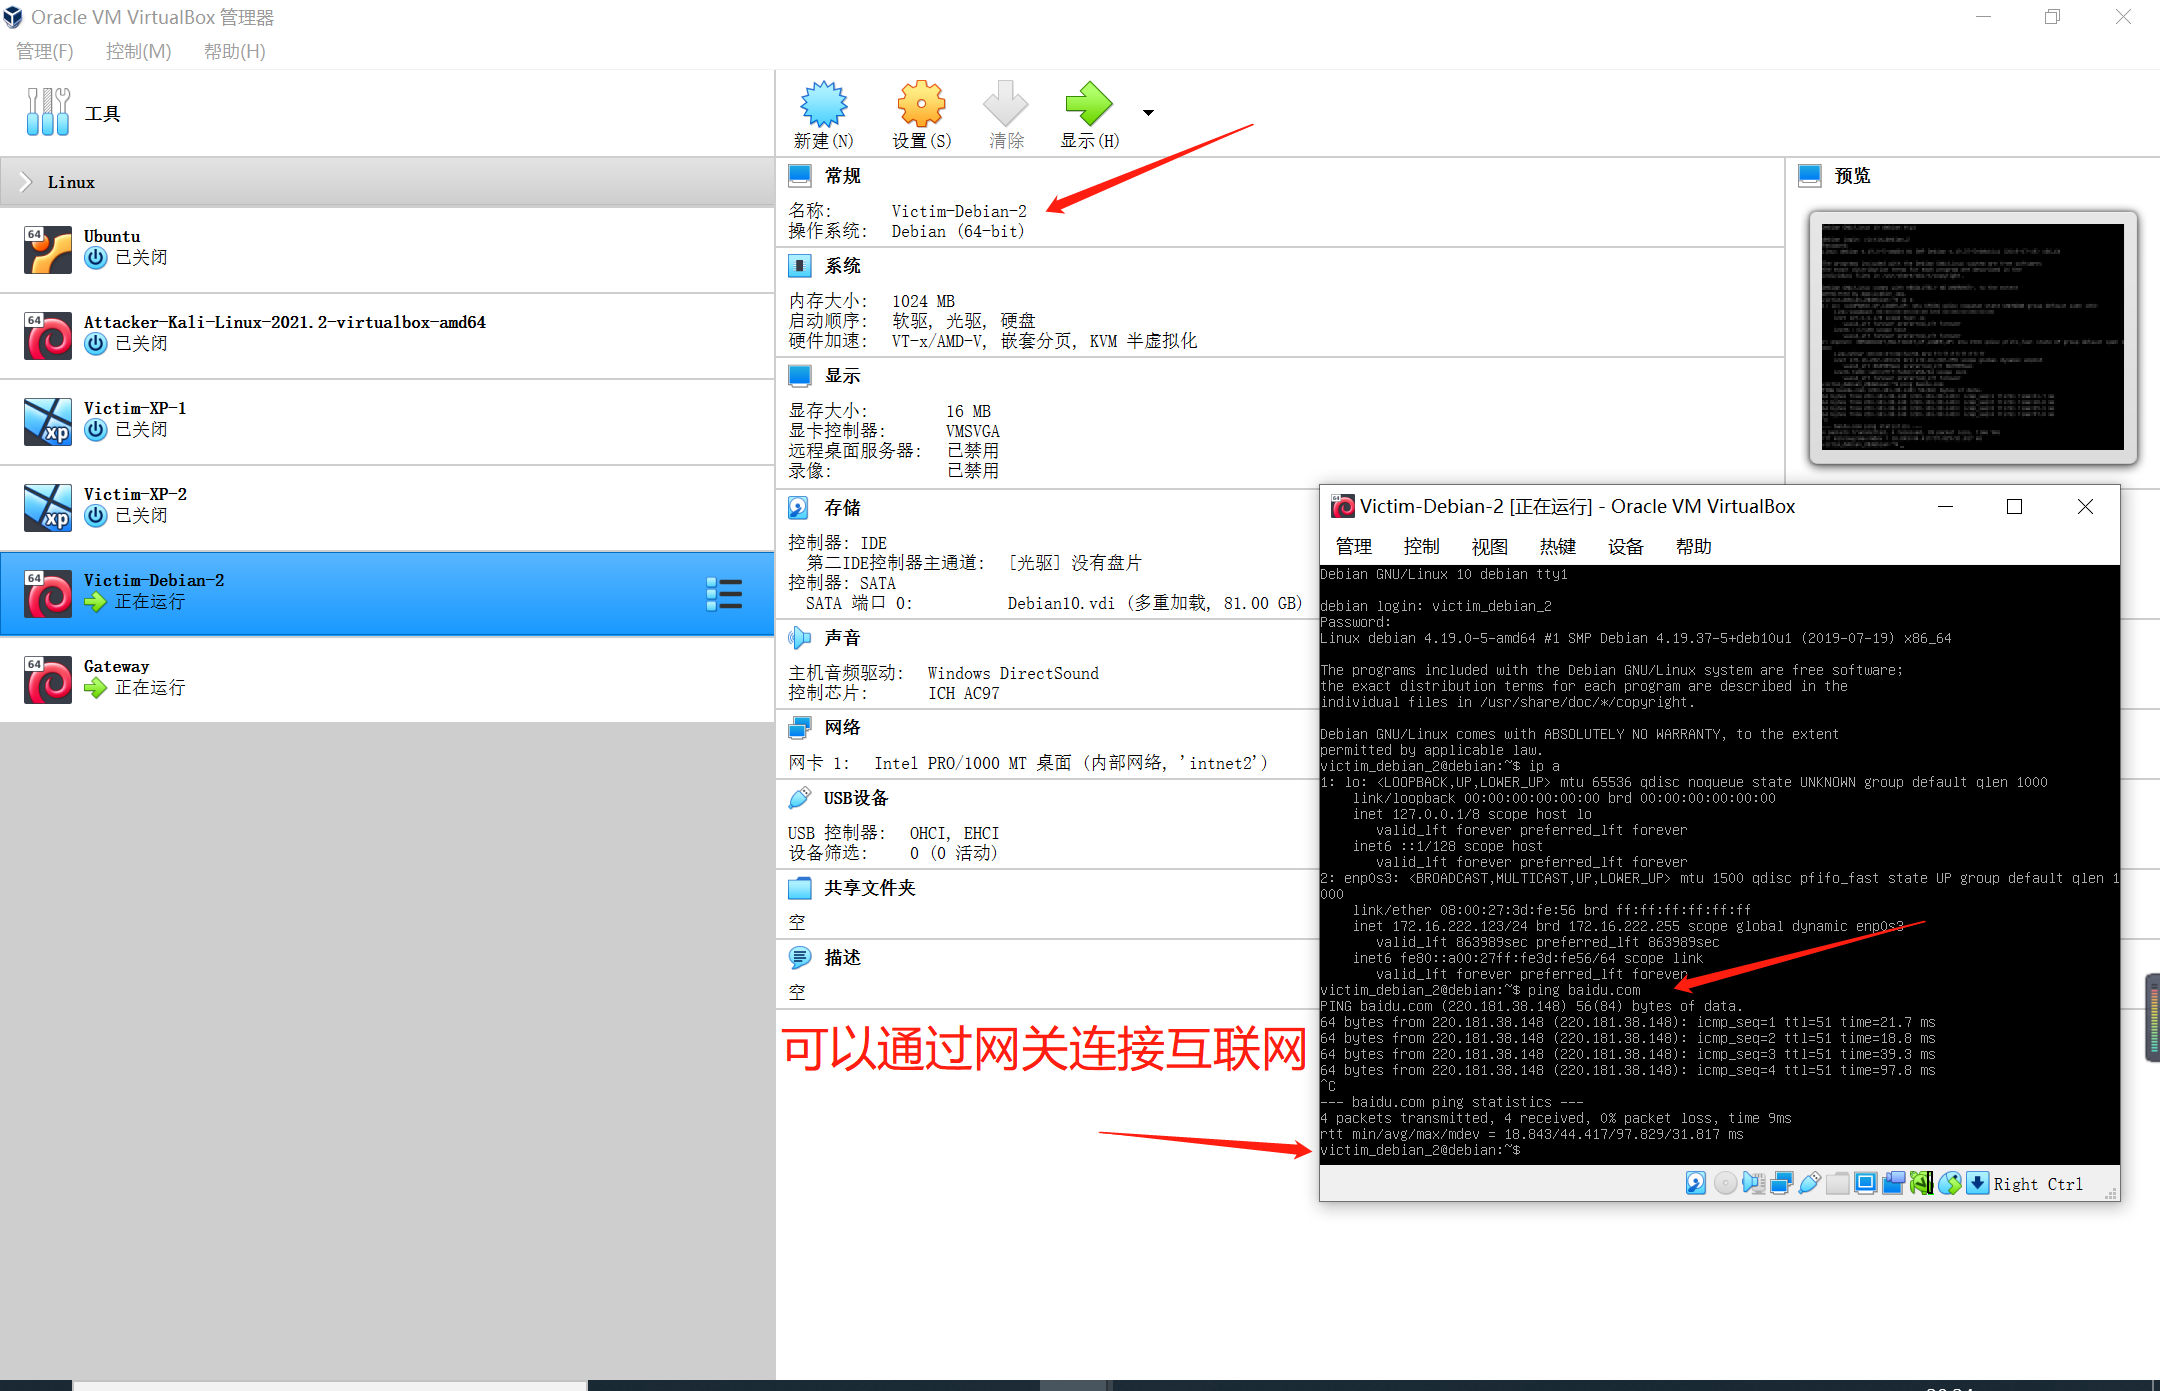 Oracle VM VirtualBox 管理器
管理(F) 控制(M) 帮助(H)
工具
新建(N) 设置(S) 清除 显示(H)
Linux
64 Ubuntu
已关闭
64 Attacker-Kali-Linux-2021.2-virtualbox-amd64
已关闭
xp Victim-XP-1
已关闭
xp Victim-XP-2
已关闭
64 Victim-Debian-2
正在运行
64 Gateway
正在运行
常规
名称: Victim-Debian-2
操作系统: Debian (64-bit)
系统
内存大小: 1024 MB
启动顺序: 软驱, 光驱, 硬盘
硬件加速: VT-x/AMD-V, 嵌套分页, KVM 半虚拟化
显示
显存大小: 16 MB
显卡控制器: VMSVGA
远程桌面服务器: 已禁用
录像: 已禁用
存储
控制器: IDE
第二IDE控制器主通道: [光驱] 没有盘片
控制器: SATA
SATA 端口 0: Debian10.vdi (多重加载, 81.00 GB)
声音
主机音频驱动: Windows DirectSound
控制芯片: ICH AC97
网络
网卡 1: Intel PRO/1000 MT 桌面 (内部网络, 'intnet2')
USB设备
USB 控制器: OHCI, EHCI
设备筛选: 0 (0 活动)
共享文件夹
空
描述
空
可以通过网关连接互联网
预览
Victim-Debian-2 [正在运行] - Oracle VM VirtualBox
管理 控制 视图 热键 设备 帮助
Debian GNU/Linux 10 debian tty1
debian login: victim_debian_2
Password:
Linux debian 4.19.0-5-amd64 #1 SMP Debian 4.19.37-5+deb10u1 (2019-07-19) x86_64
The programs included with the Debian GNU/Linux system are free software;
the exact distribution terms for each program are described in the
individual files in /usr/share/doc/*/copyright.
Debian GNU/Linux comes with ABSOLUTELY NO WARRANTY, to the extent
permitted by applicable law.
victim_debian_2@debian:~$ ip a
1: lo: <LOOPBACK,UP,LOWER_UP> mtu 65536 qdisc noqueue state UNKNOWN group default qlen 1000
link/loopback 00:00:00:00:00:00 brd 00:00:00:00:00:00
inet 127.0.0.1/8 scope host lo
valid_lft forever preferred_lft forever
inet6 ::1/128 scope host
valid_lft forever preferred_lft forever
2: enp0s3: <BROADCAST,MULTICAST,UP,LOWER_UP> mtu 1500 qdisc pfifo_fast state UP group default qlen 1
000
link/ether 08:00:27:3d:fe:56 brd ff:ff:ff:ff:ff:ff
inet 172.16.222.123/24 brd 172.16.222.255 scope global dynamic enp0s3
valid_lft 863989sec preferred_lft 863989sec
inet6 fe80::a00:27ff:fe3d:fe56/64 scope link
valid_lft forever preferred_lft forever
victim_debian_2@debian:~$ ping baidu.com
PING baidu.com (220.181.38.148) 56(84) bytes of data.
64 bytes from 220.181.38.148 (220.181.38.148): icmp_seq=1 ttl=51 time=21.7 ms
64 bytes from 220.181.38.148 (220.181.38.148): icmp_seq=2 ttl=51 time=18.8 ms
64 bytes from 220.181.38.148 (220.181.38.148): icmp_seq=3 ttl=51 time=39.3 ms
64 bytes from 220.181.38.148 (220.181.38.148): icmp_seq=4 ttl=51 time=97.8 ms
^C
--- baidu.com ping statistics ---
4 packets transmitted, 4 received, 0% packet loss, time 9ms
rtt min/avg/max/mdev = 18.843/44.417/97.829/31.817 ms
victim_debian_2@debian:~$
Right Ctrl